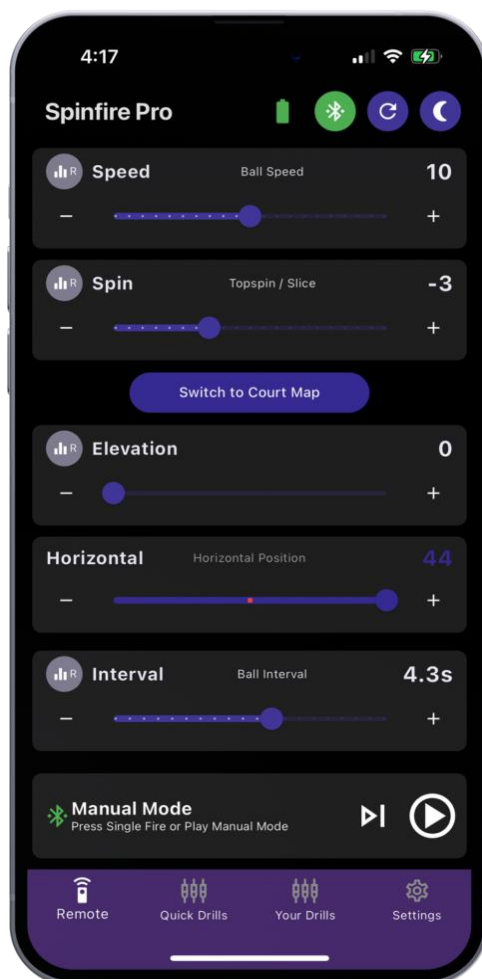 4:17
Spinfire Pro
R Speed Ball Speed 10
− +
R Spin Topspin / Slice -3
− +
Switch to Court Map
R Elevation 0
− +
Horizontal Horizontal Position 44
− +
R Interval Ball Interval 4.3s
− +
Manual Mode
Press Single Fire or Play Manual Mode
Remote Quick Drills Your Drills Settings